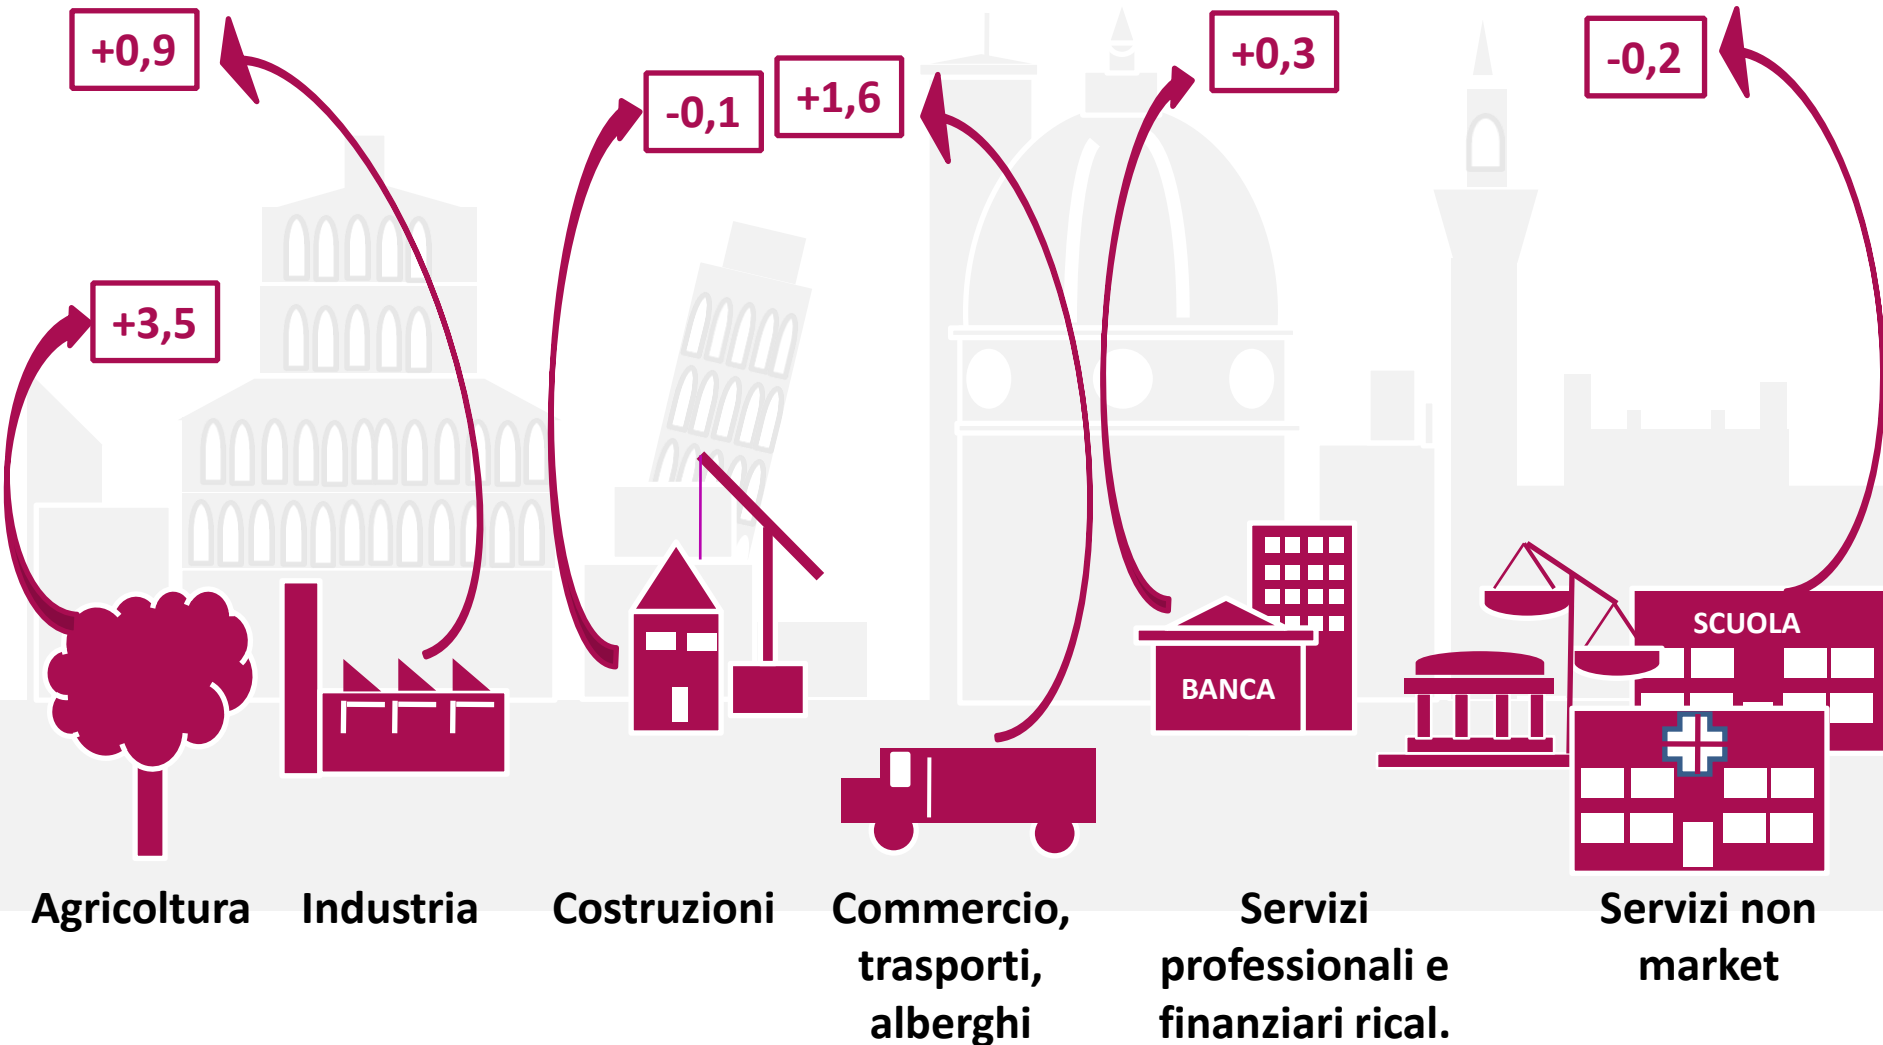 +0,9
-0,1
+1,6
+0,3
-0,2
+3,5
SCUOLA
BANCA
Agricoltura
Industria
Costruzioni
Commercio,
trasporti,
alberghi
Servizi
professionali e
finanziari rical.
Servizi non
market